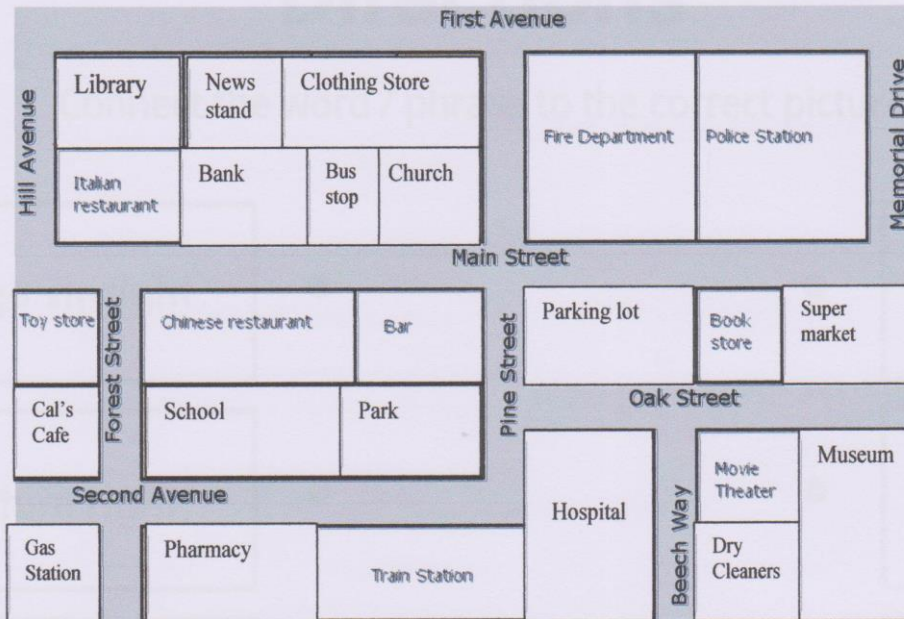 First Avenue
Hill Avenue
Library
News
stand
Clothing Store
Fire Department
Police Station
Memorial Drive
Italian
restaurant
Bank
Bus
stop
Church
Main Street
Toy store
Forest Street
Chinese restaurant
Bar
Pine Street
Parking lot
Book
store
Super
market
Cal's
Cafe
School
Park
Oak Street
Second Avenue
Hospital
Beech Way
Movie
Theater
Museum
Gas
Station
Pharmacy
Train Station
Dry
Cleaners